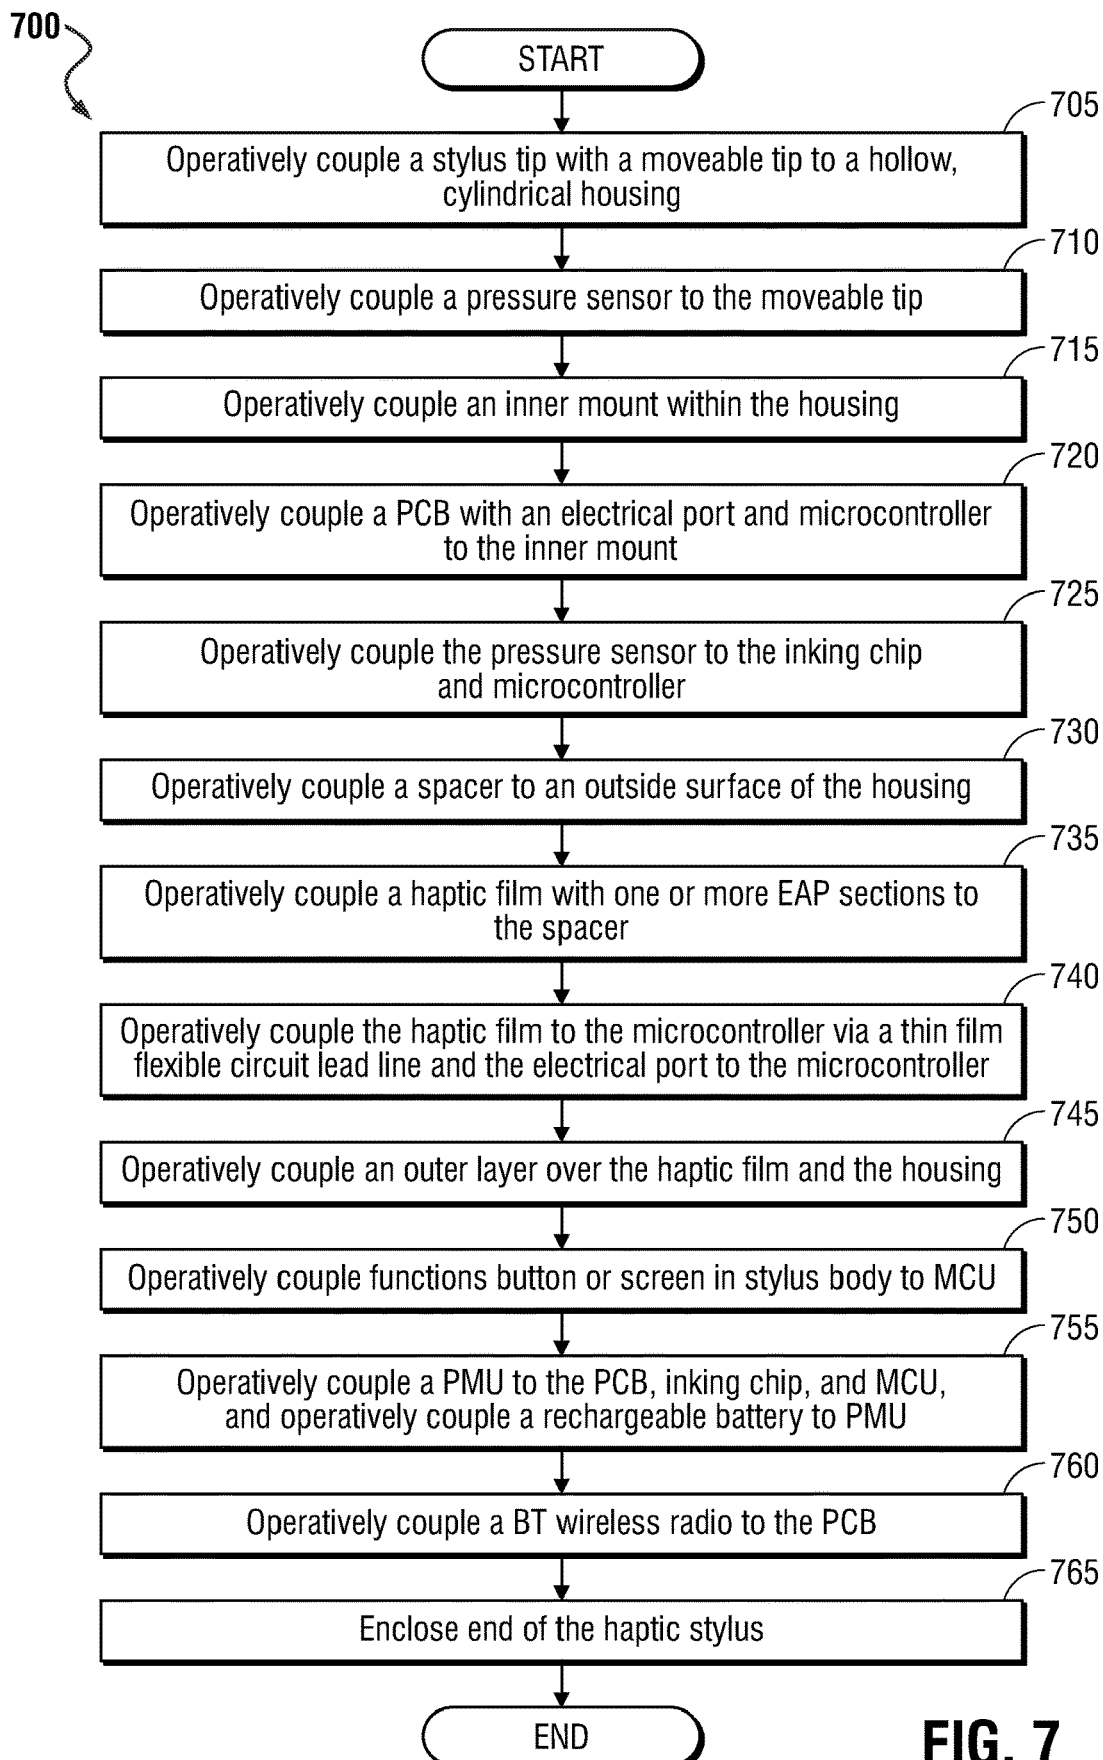 700
START
705
Operatively couple a stylus tip with a moveable tip to a hollow,
cylindrical housing
710
Operatively couple a pressure sensor to the moveable tip
715
Operatively couple an inner mount within the housing
720
Operatively couple a PCB with an electrical port and microcontroller
to the inner mount
725
Operatively couple the pressure sensor to the inking chip
and microcontroller
730
Operatively couple a spacer to an outside surface of the housing
735
Operatively couple a haptic film with one or more EAP sections to
the spacer
740
Operatively couple the haptic film to the microcontroller via a thin film
flexible circuit lead line and the electrical port to the microcontroller
745
Operatively couple an outer layer over the haptic film and the housing
750
Operatively couple functions button or screen in stylus body to MCU
755
Operatively couple a PMU to the PCB, inking chip, and MCU,
and operatively couple a rechargeable battery to PMU
760
Operatively couple a BT wireless radio to the PCB
765
Enclose end of the haptic stylus
END
FIG. 7